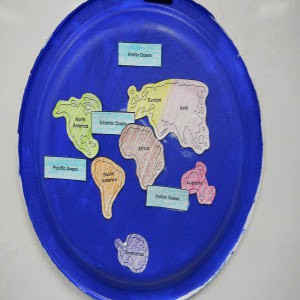 Arctic Ocean
Europe
Asia
North
America
Atlantic Ocean
Africa
Pacific Ocean
South
America
Indian Ocean
Australia
Antarctica